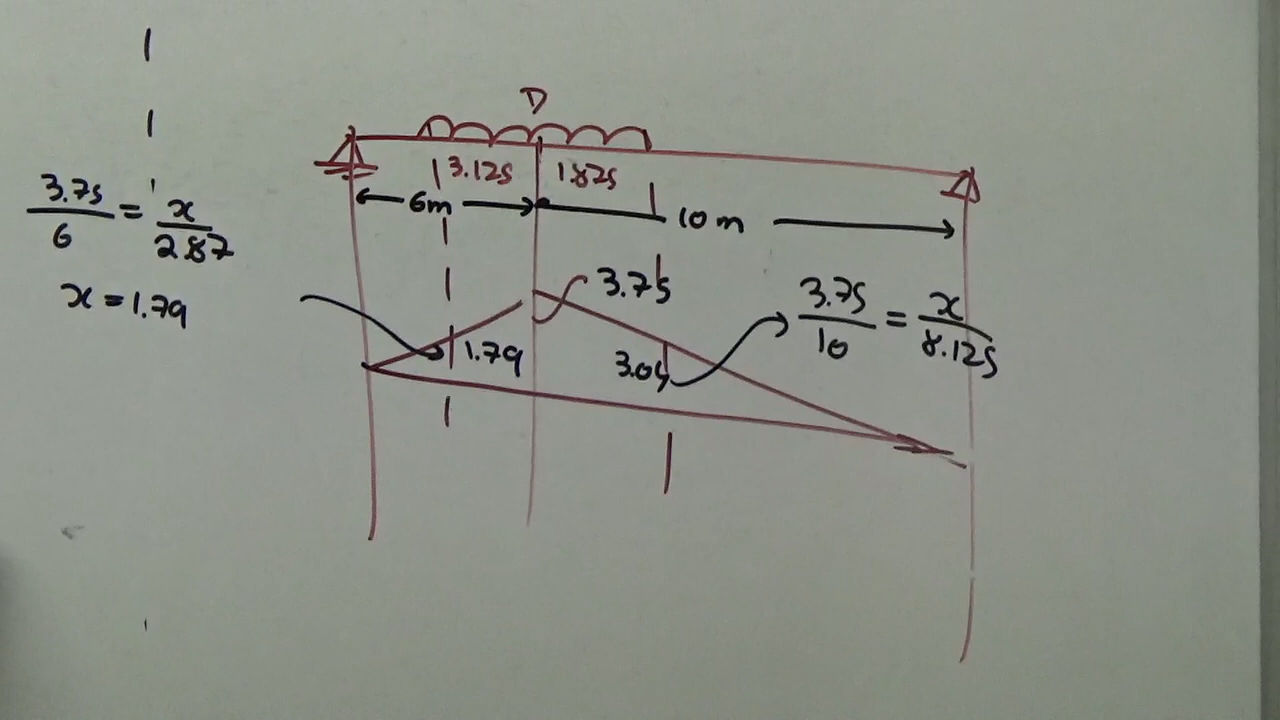 D
3.125 1.825
6m 10 m
3.75/6 = x/2.87
x = 1.79
3.75
1.79
3.05
3.75/10 = x/8.125